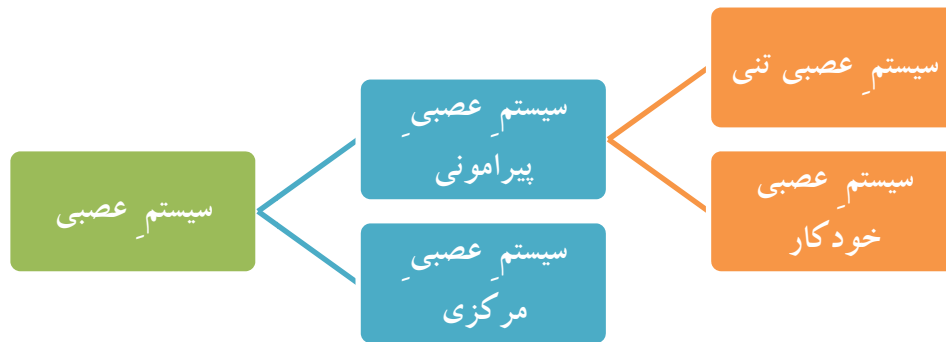 سیستمِ عصبی تنی
سیستمِ عصبیِ
پیرامونی
سیستمِ عصبی
خودکار
سیستمِ عصبی
سیستمِ عصبیِ
مرکزی